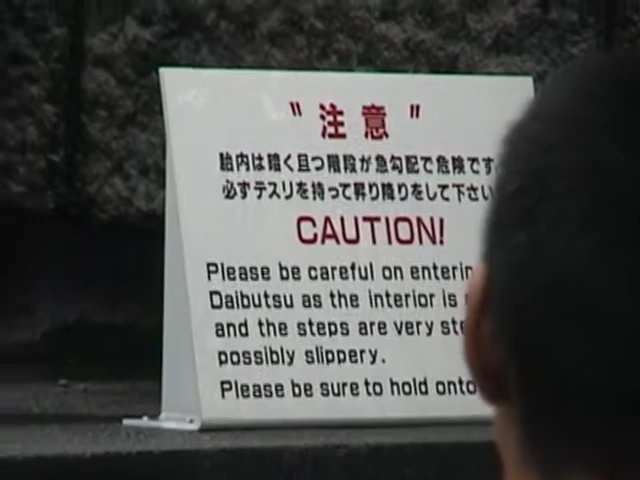 "注意"
胎内は暗く且つ階段が急勾配で危険です
必ずテスリを持って昇り降りをして下さい
CAUTION!
Please be careful on
Daibutsu as the interior is
and the steps are very
possibly slippery.
Please be sure to hold onto